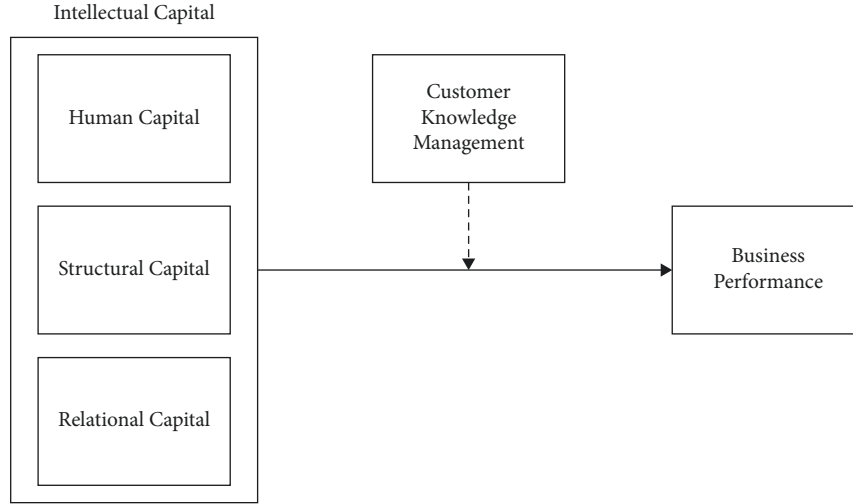 Intellectual Capital
Human Capital
Structural Capital
Relational Capital
Customer
Knowledge
Management
Business
Performance